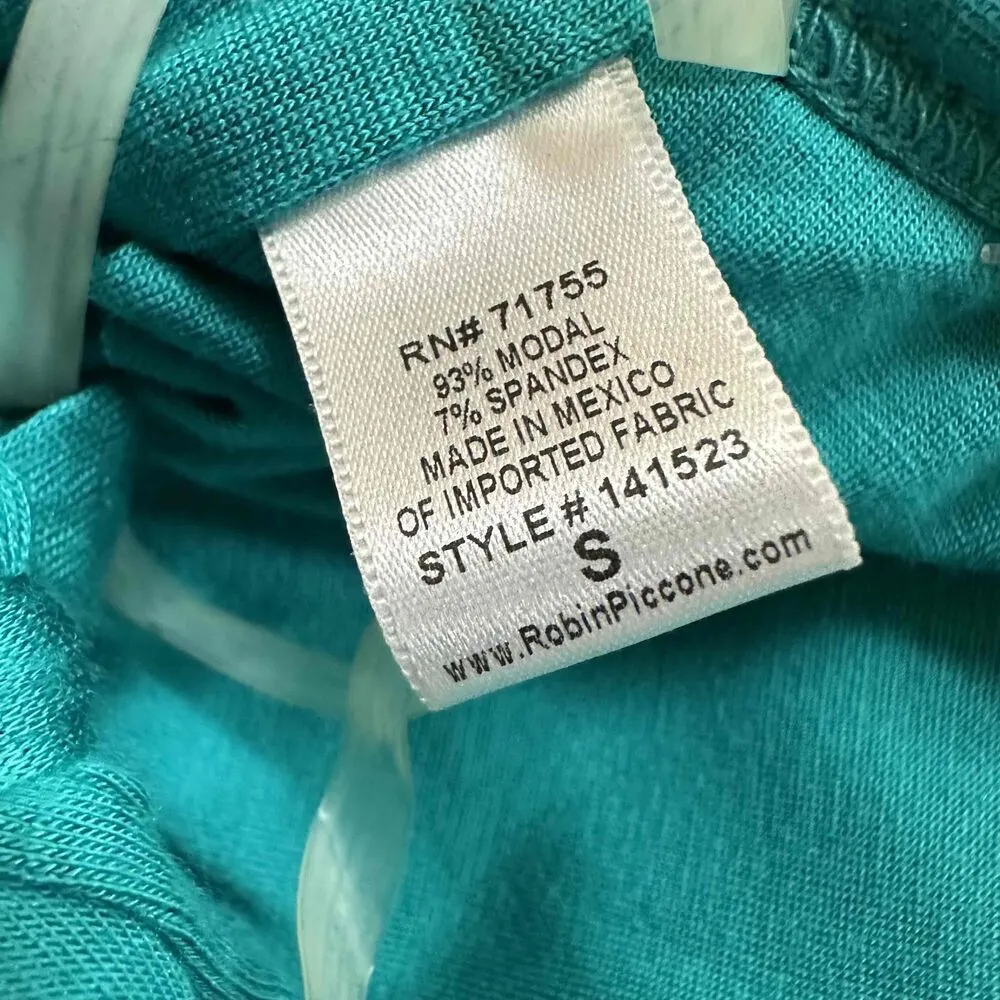 RN# 71755
93% MODAL
7% SPANDEX
MADE IN MEXICO
OF IMPORTED FABRIC
STYLE # 141523
S
www.RobinPiccone.com